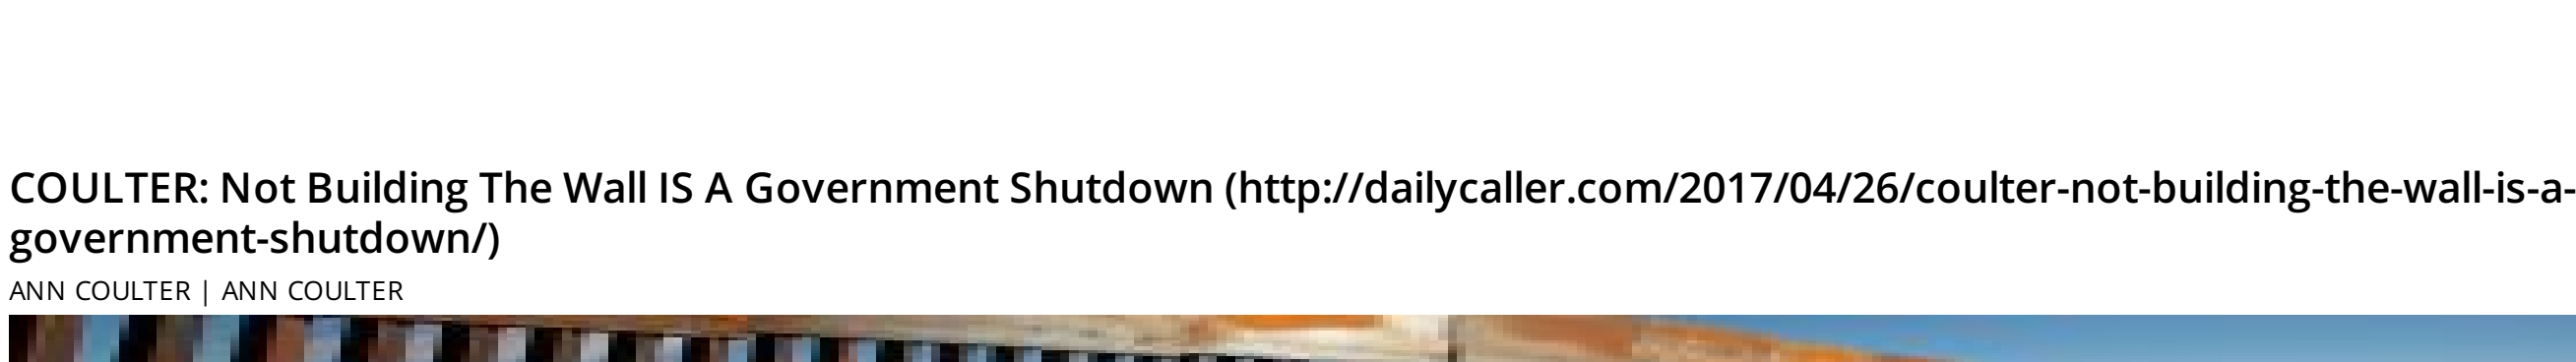 COULTER: Not Building The Wall IS A Government Shutdown (http://dailycaller.com/2017/04/26/coulter-not-building-the-wall-is-a-
government-shutdown/)
ANN COULTER | ANN COULTER